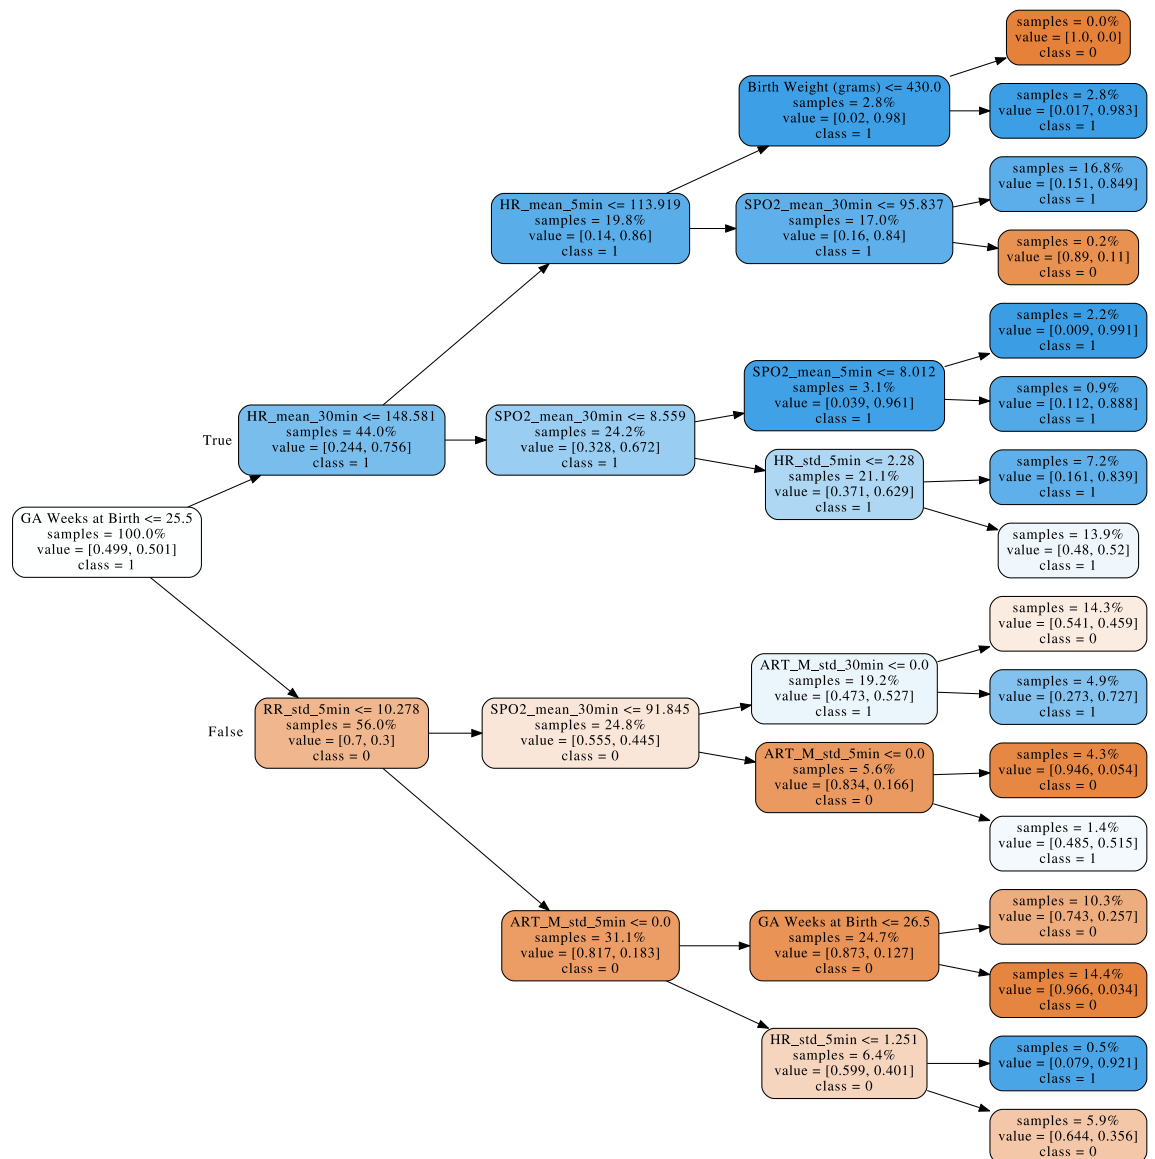 samples = 0.0%
value = [1.0, 0.0]
class = 0
Birth Weight (grams) <= 430.0
samples = 2.8%
value = [0.02, 0.98]
class = 1
samples = 2.8%
value = [0.017, 0.983]
class = 1
samples = 16.8%
value = [0.151, 0.849]
class = 1
HR_mean_5min <= 113.919
samples = 19.8%
value = [0.14, 0.86]
class = 1
SPO2_mean_30min <= 95.837
samples = 17.0%
value = [0.16, 0.84]
class = 1
samples = 0.2%
value = [0.89, 0.11]
class = 0
samples = 2.2%
value = [0.009, 0.991]
class = 1
SPO2_mean_5min <= 8.012
samples = 3.1%
value = [0.039, 0.961]
class = 1
samples = 0.9%
value = [0.112, 0.888]
class = 1
True
HR_mean_30min <= 148.581
samples = 44.0%
value = [0.244, 0.756]
class = 1
SPO2_mean_30min <= 8.559
samples = 24.2%
value = [0.328, 0.672]
class = 1
HR_std_5min <= 2.28
samples = 21.1%
value = [0.371, 0.629]
class = 1
samples = 7.2%
value = [0.161, 0.839]
class = 1
GA Weeks at Birth <= 25.5
samples = 100.0%
value = [0.499, 0.501]
class = 1
samples = 13.9%
value = [0.48, 0.52]
class = 1
samples = 14.3%
value = [0.541, 0.459]
class = 0
ART_M_std_30min <= 0.0
samples = 19.2%
value = [0.473, 0.527]
class = 1
samples = 4.9%
value = [0.273, 0.727]
class = 1
False
RR_std_5min <= 10.278
samples = 56.0%
value = [0.7, 0.3]
class = 0
SPO2_mean_30min <= 91.845
samples = 24.8%
value = [0.555, 0.445]
class = 0
ART_M_std_5min <= 0.0
samples = 5.6%
value = [0.834, 0.166]
class = 0
samples = 4.3%
value = [0.946, 0.054]
class = 0
samples = 1.4%
value = [0.485, 0.515]
class = 1
samples = 10.3%
value = [0.743, 0.257]
class = 0
ART_M_std_5min <= 0.0
samples = 31.1%
value = [0.817, 0.183]
class = 0
GA Weeks at Birth <= 26.5
samples = 24.7%
value = [0.873, 0.127]
class = 0
samples = 14.4%
value = [0.966, 0.034]
class = 0
HR_std_5min <= 1.251
samples = 6.4%
value = [0.599, 0.401]
class = 0
samples = 0.5%
value = [0.079, 0.921]
class = 1
samples = 5.9%
value = [0.644, 0.356]
class = 0